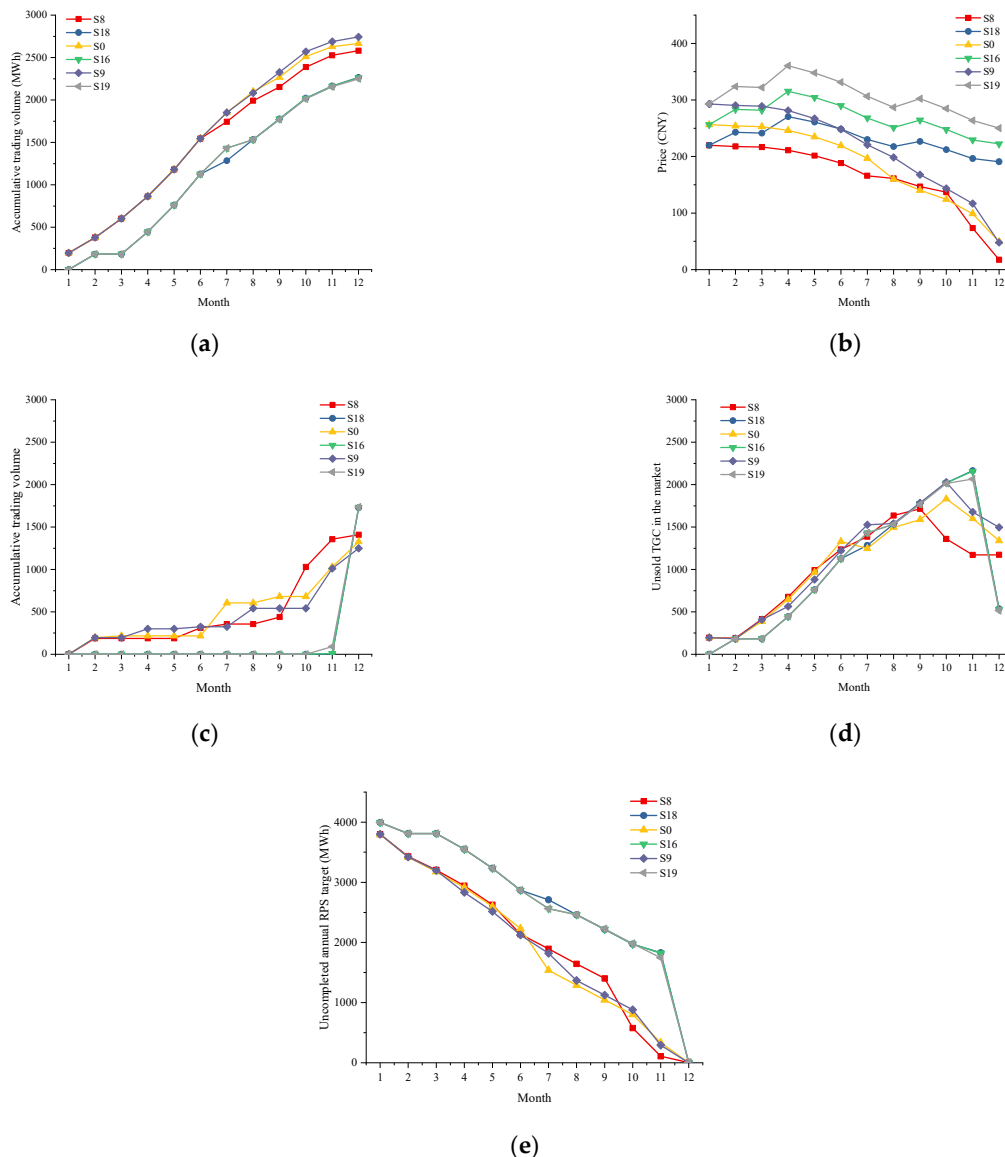 3000
2500
2000
1500
1000
500
0
Accumulative trading volume (MWh)
S8
S18
S0
S16
S9
S19
1 2 3 4 5 6 7 8 9 10 11 12
Month
(a)
400
300
200
100
0
Price (CNY)
S8
S18
S0
S16
S9
S19
1 2 3 4 5 6 7 8 9 10 11 12
Month
(b)
3000
2500
2000
1500
1000
500
0
Accumulative trading volume
S8
S18
S0
S16
S9
S19
1 2 3 4 5 6 7 8 9 10 11 12
Month
(c)
3000
2500
2000
1500
1000
500
0
Unsold TGC in the market
S8
S18
S0
S16
S9
S19
1 2 3 4 5 6 7 8 9 10 11 12
Month
(d)
4000
3000
2000
1000
0
Uncompleted annual RPS target (MWh)
S8
S18
S0
S16
S9
S19
1 2 3 4 5 6 7 8 9 10 11 12
Month
(e)